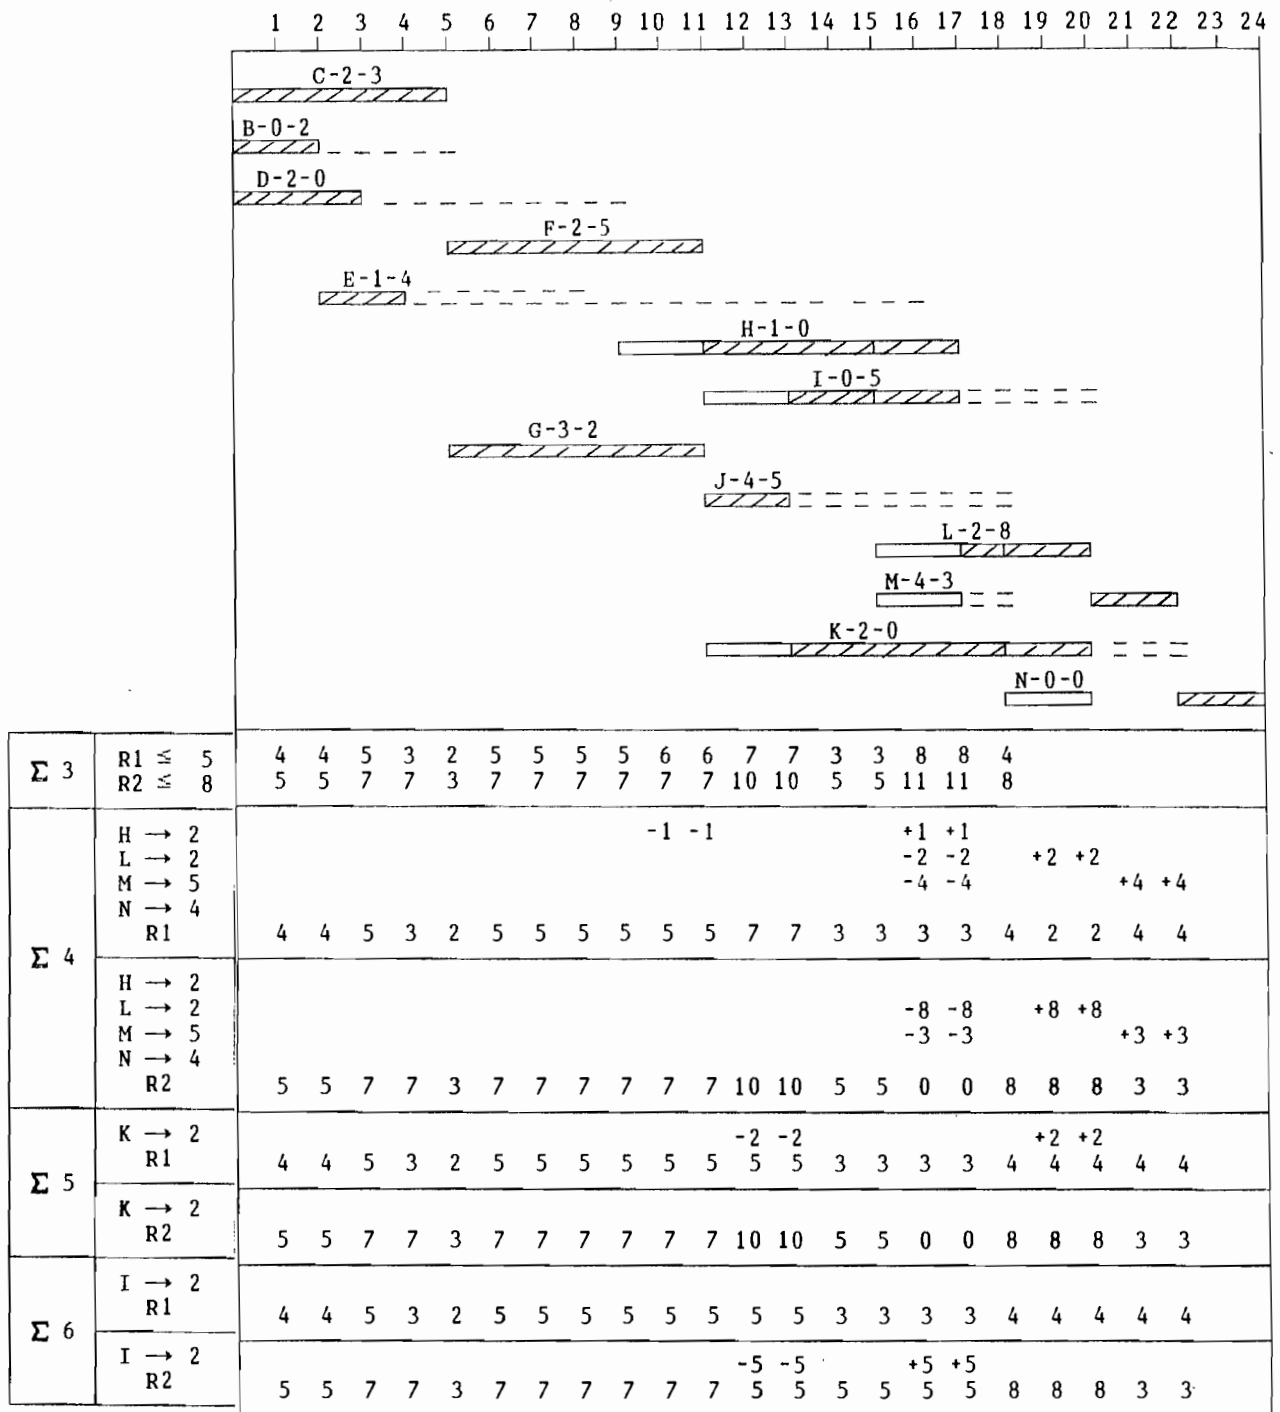 1 2 3 4 5 6 7 8 9 10 11 12 13 14 15 16 17 18 19 20 21 22 23 24
C-2-3
B-0-2
D-2-0
F-2-5
E-1-4
H-1-0
I-0-5
G-3-2
J-4-5
L-2-8
M-4-3
K-2-0
N-0-0
Σ 3
R1 ≤ 5 4 4 5 3 2 5 5 5 5 6 6 7 7 3 3 8 8 4
R2 ≤ 8 5 5 7 7 3 7 7 7 7 7 7 10 10 5 5 11 11 8
Σ 4
H → 2 -1 -1 +1 +1
L → 2 -2 -2 +2 +2
M → 5 -4 -4 +4 +4
N → 4
R1 4 4 5 3 2 5 5 5 5 5 5 7 7 3 3 3 3 4 2 2 4 4
H → 2
L → 2 -8 -8 +8 +8
M → 5 -3 -3 +3 +3
N → 4
R2 5 5 7 7 3 7 7 7 7 7 7 10 10 5 5 0 0 8 8 8 3 3
Σ 5
K → 2 -2 -2 +2 +2
R1 4 4 5 3 2 5 5 5 5 5 5 5 5 3 3 3 3 4 4 4 4 4
K → 2
R2 5 5 7 7 3 7 7 7 7 7 7 10 10 5 5 0 0 8 8 8 3 3
Σ 6
I → 2
R1 4 4 5 3 2 5 5 5 5 5 5 5 5 3 3 3 3 4 4 4 4 4
I → 2 -5 -5 +5 +5
R2 5 5 7 7 3 7 7 7 7 7 7 5 5 5 5 5 5 8 8 8 3 3